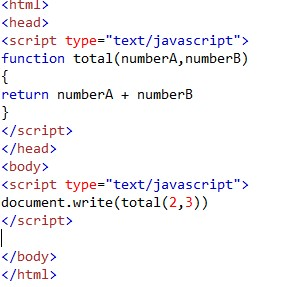 <html>
<head>
<script type="text/javascript">
function total(numberA,numberB)
{
return numberA + numberB
}
</script>
</head>
<body>
<script type="text/javascript">
document.write(total(2,3))
</script>
</body>
</html>